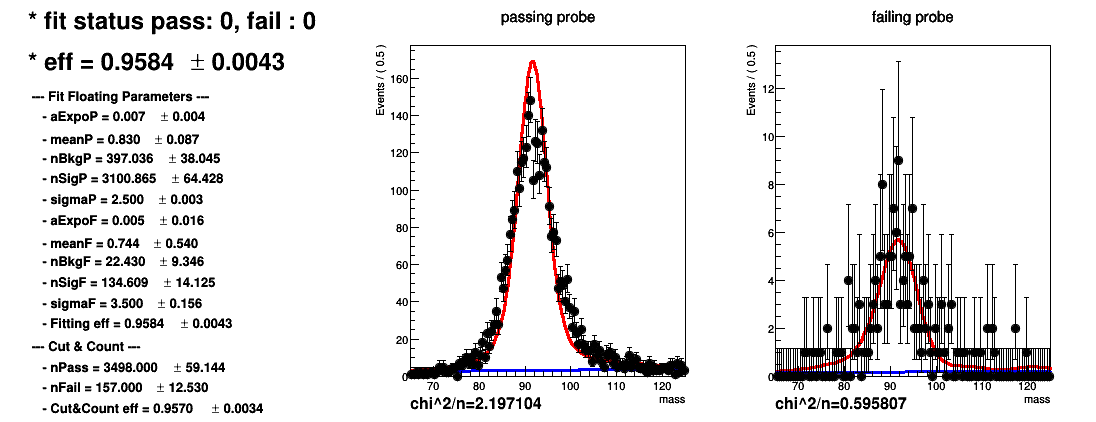 * fit status pass: 0, fail : 0
* eff = 0.9584 ± 0.0043
--- Fit Floating Parameters ---
- aExpoP = 0.007 ± 0.004
- meanP = 0.830 ± 0.087
- nBkgP = 397.036 ± 38.045
- nSigP = 3100.865 ± 64.428
- sigmaP = 2.500 ± 0.003
- aExpoF = 0.005 ± 0.016
- meanF = 0.744 ± 0.540
- nBkgF = 22.430 ± 9.346
- nSigF = 134.609 ± 14.125
- sigmaF = 3.500 ± 0.156
- Fitting eff = 0.9584 ± 0.0043
--- Cut & Count ---
- nPass = 3498.000 ± 59.144
- nFail = 157.000 ± 12.530
- Cut&Count eff = 0.9570 ± 0.0034
passing probe
Events / ( 0.5 )
160
140
120
100
80
60
40
20
0
70 80 90 100 110 120
mass
chi^2/n=2.197104
failing probe
Events / ( 0.5 )
12
10
8
6
4
2
0
70 80 90 100 110 120
mass
chi^2/n=0.595807